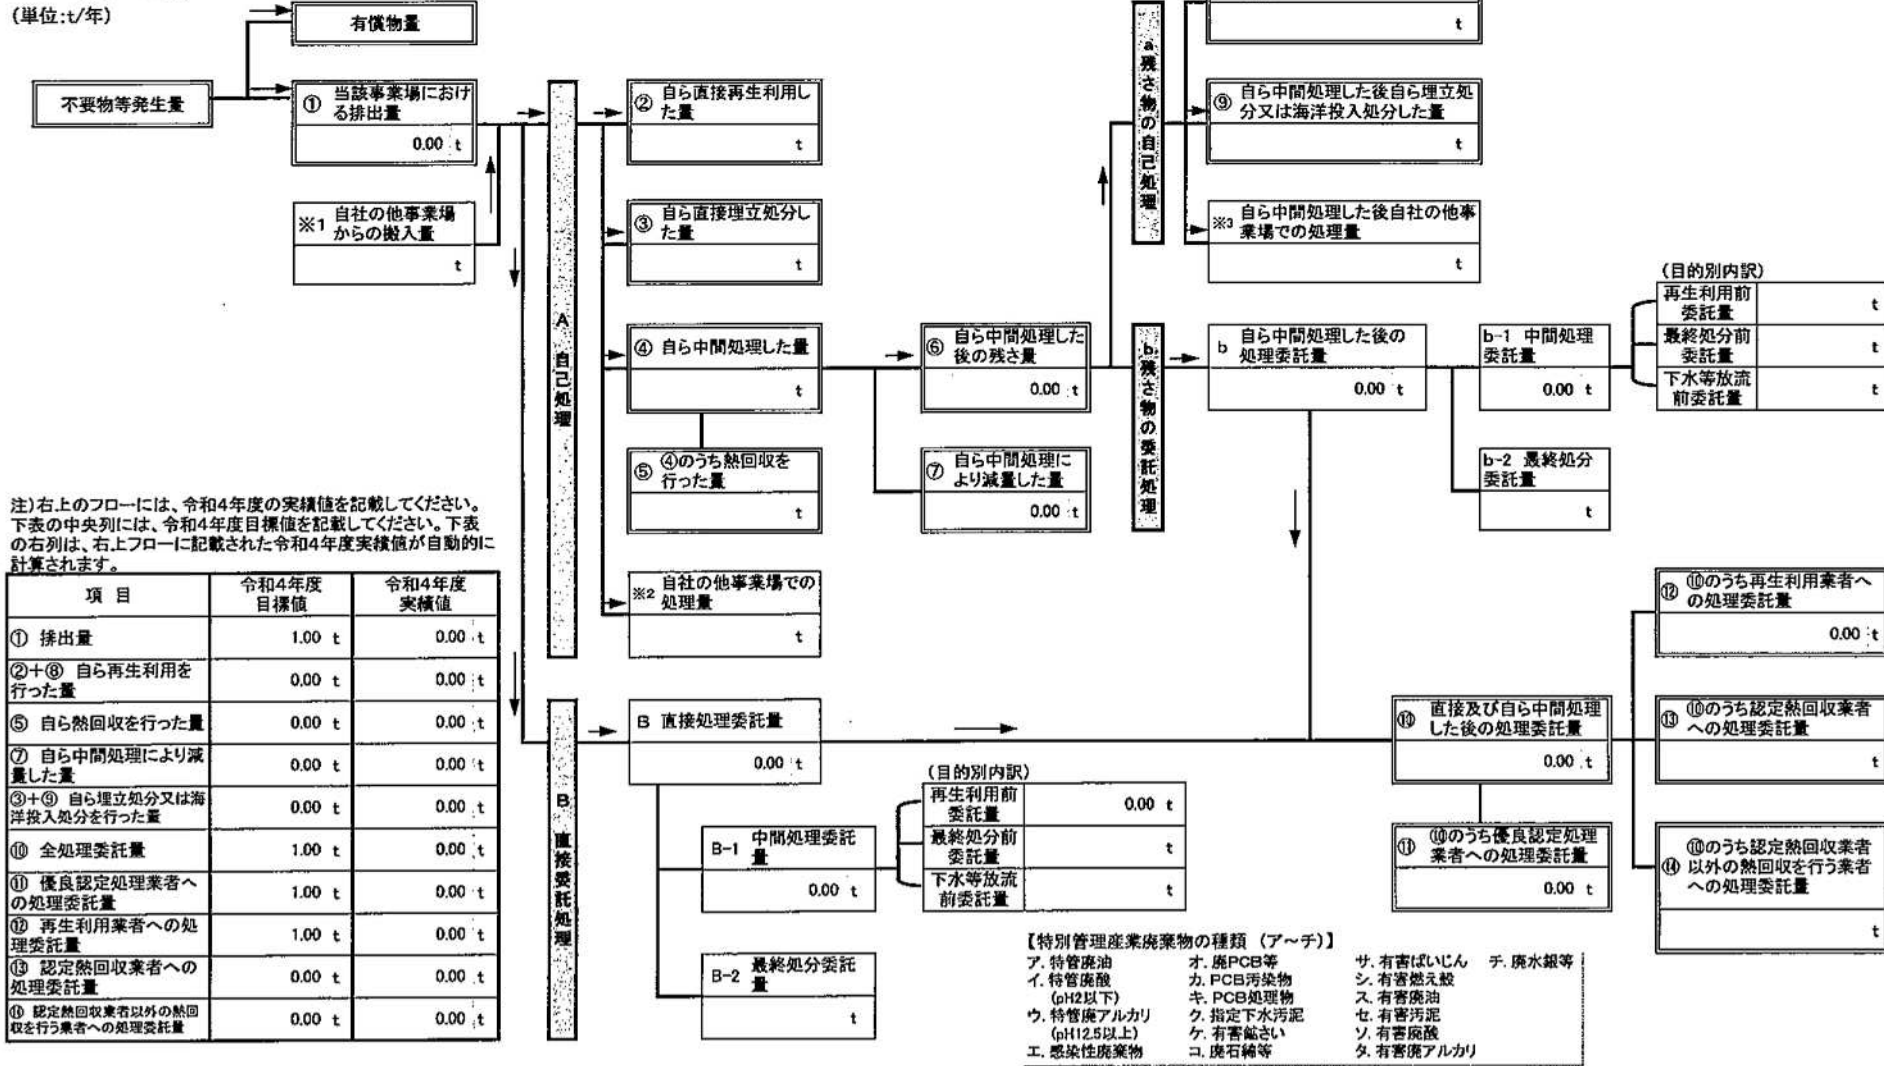 (単位:t/年)
有償物量
不要物等発生量
① 当該事業場におけ
る排出量
0.00 t
※1 自社の他事業場
からの搬入量
t
A 自己処理
② 自ら直接再生利用し
た量
t
③ 自ら直接埋立処分し
た量
t
④ 自ら中間処理した量
t
⑤ ④のうち熱回収を
行った量
t
※2 自社の他事業場での
処理量
t
⑥ 自ら中間処理した
後の残さ量
0.00 t
⑦ 自ら中間処理に
より減量した量
0.00 t
a 残さ物の自己処理
t
⑨ 自ら中間処理した後自ら埋立処
分又は海洋投入処分した量
t
※3 自ら中間処理した後自社の他事
業場での処理量
t
b 残さ物の委託処理
b 自ら中間処理した後の
処理委託量
0.00 t
b-1 中間処理
委託量
0.00 t
b-2 最終処分
委託量
t
(目的別内訳)
再生利用前
委託量 t
最終処分前
委託量 t
下水等放流
前委託量 t
注)右上のフローには、令和4年度の実績値を記載してください。
下表の中央列には、令和4年度目標値を記載してください。下表
の右列は、右上フローに記載された令和4年度実績値が自動的に
計算されます。
項 目 令和4年度 目標値 令和4年度 実績値
① 排出量 1.00 t 0.00 t
②+⑧ 自ら再生利用を
行った量 0.00 t 0.00 t
⑤ 自ら熱回収を行った量 0.00 t 0.00 t
⑦ 自ら中間処理により減
量した量 0.00 t 0.00 t
③+⑨ 自ら埋立処分又は海
洋投入処分を行った量 0.00 t 0.00 t
⑩ 全処理委託量 1.00 t 0.00 t
⑪ 優良認定処理業者へ
の処理委託量 1.00 t 0.00 t
⑫ 再生利用業者への処
理委託量 1.00 t 0.00 t
⑬ 認定熱回収業者への
処理委託量 0.00 t 0.00 t
⑭ 認定熱回収業者以外の熱回
収を行う業者への処理委託量 0.00 t 0.00 t
B 直接委託処理
B 直接処理委託量
0.00 t
B-1 中間処理委託
量
0.00 t
B-2 最終処分委託
量
t
(目的別内訳)
再生利用前
委託量 0.00 t
最終処分前
委託量 t
下水等放流
前委託量 t
⑩ 直接及び自ら中間処理
した後の処理委託量
0.00 t
⑪ ⑩のうち優良認定処理
業者への処理委託量
0.00 t
⑫ ⑩のうち再生利用業者へ
の処理委託量
0.00 t
⑬ ⑩のうち認定熱回収業者
への処理委託量
t
⑭ ⑩のうち認定熱回収業者
以外の熱回収を行う業者
への処理委託量
t
【特別管理産業廃棄物の種類 (ア~チ)】
ア. 特管廃油 オ. 廃PCB等 サ. 有害ばいじん チ. 廃水銀等
イ. 特管廃酸 カ. PCB汚染物 シ. 有害燃え殻
(pH2以下) キ. PCB処理物 ス. 有害廃油
ウ. 特管廃アルカリ ク. 指定下水汚泥 セ. 有害汚泥
(pH12.5以上) ケ. 有害鉱さい ソ. 有害廃酸
エ. 感染性廃棄物 コ. 廃石綿等 タ. 有害廃アルカリ